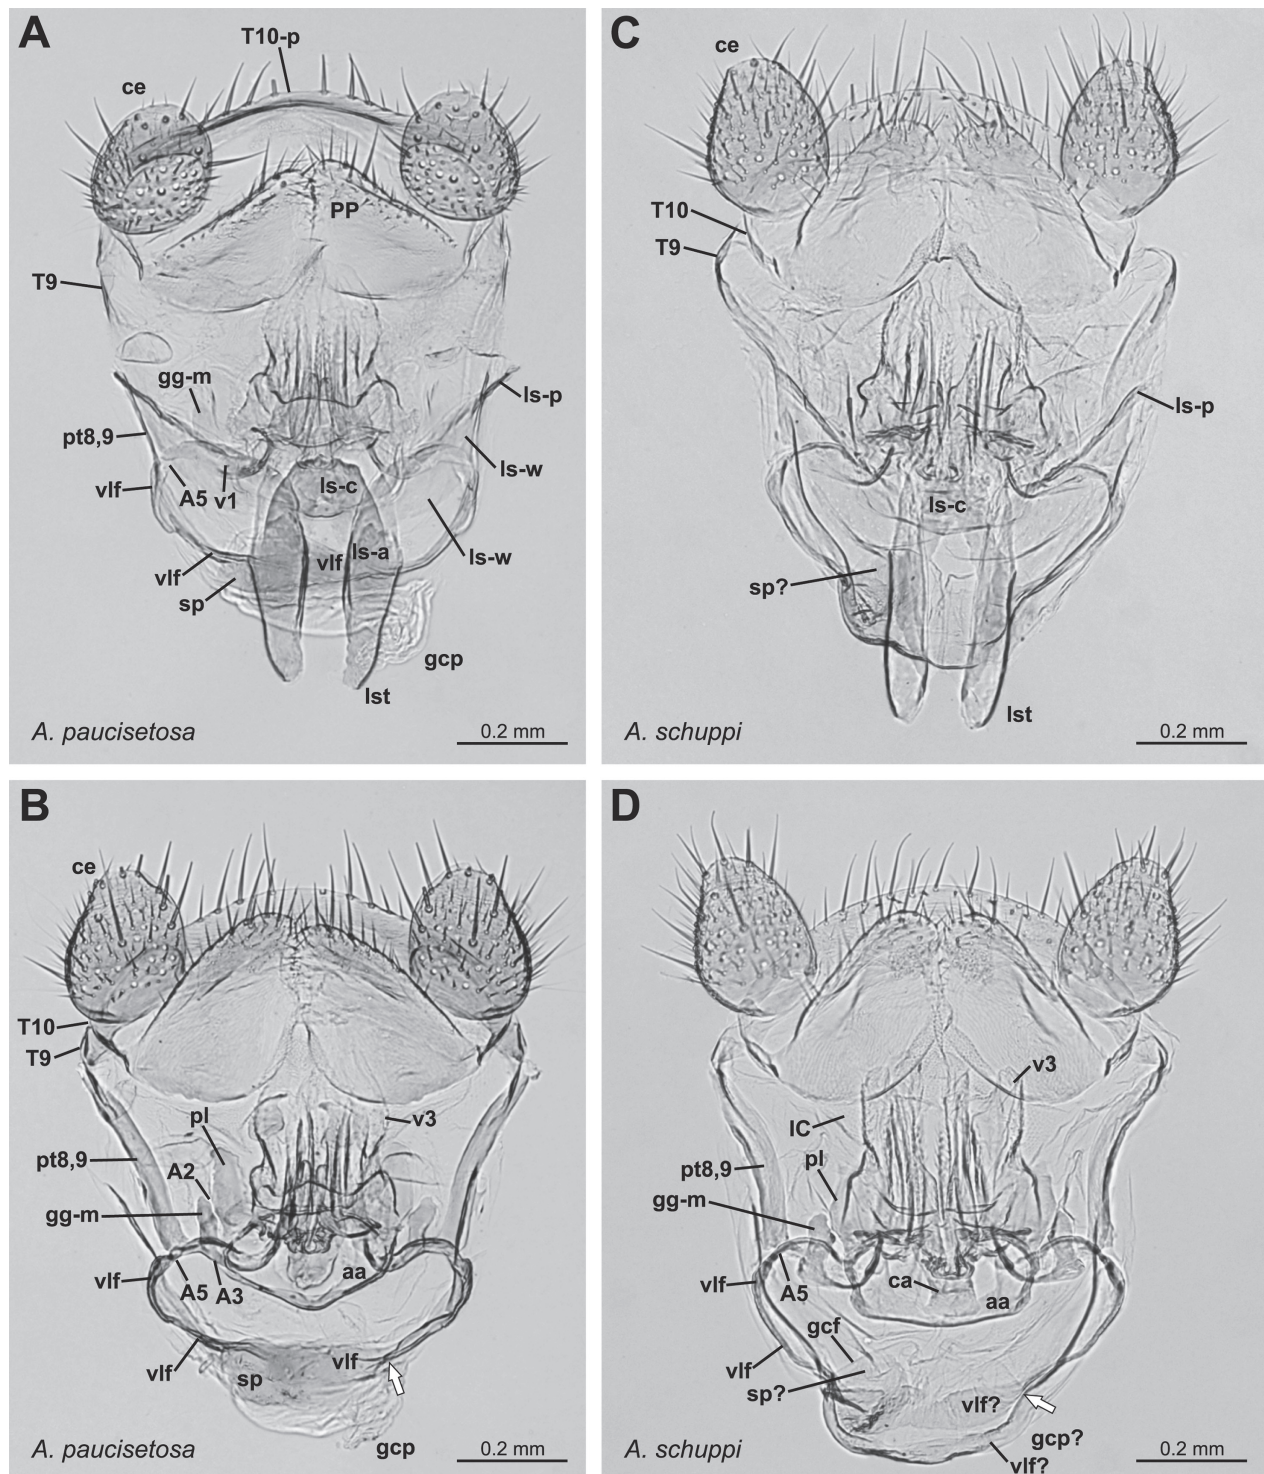 A
T10-p
ce
PP
T9
gg-m
ls-p
pt8,9
ls-w
vlf
A5 v1
ls-c
vlf
ls-a
ls-w
vlf
sp
gcp
lst
A. paucisetosa
0.2 mm
C
ce
T10
T9
ls-p
ls-c
sp?
lst
A. schuppi
0.2 mm
B
ce
T10
T9
pl
v3
pt8,9
A2
gg-m
aa
vlf
A5 A3
vlf
vlf
sp
gcp
A. paucisetosa
0.2 mm
D
v3
lC
pl
pt8,9
gg-m
ca
vlf
A5
aa
gcf
vlf
sp?
vlf?
gcp?
vlf?
A. schuppi
0.2 mm